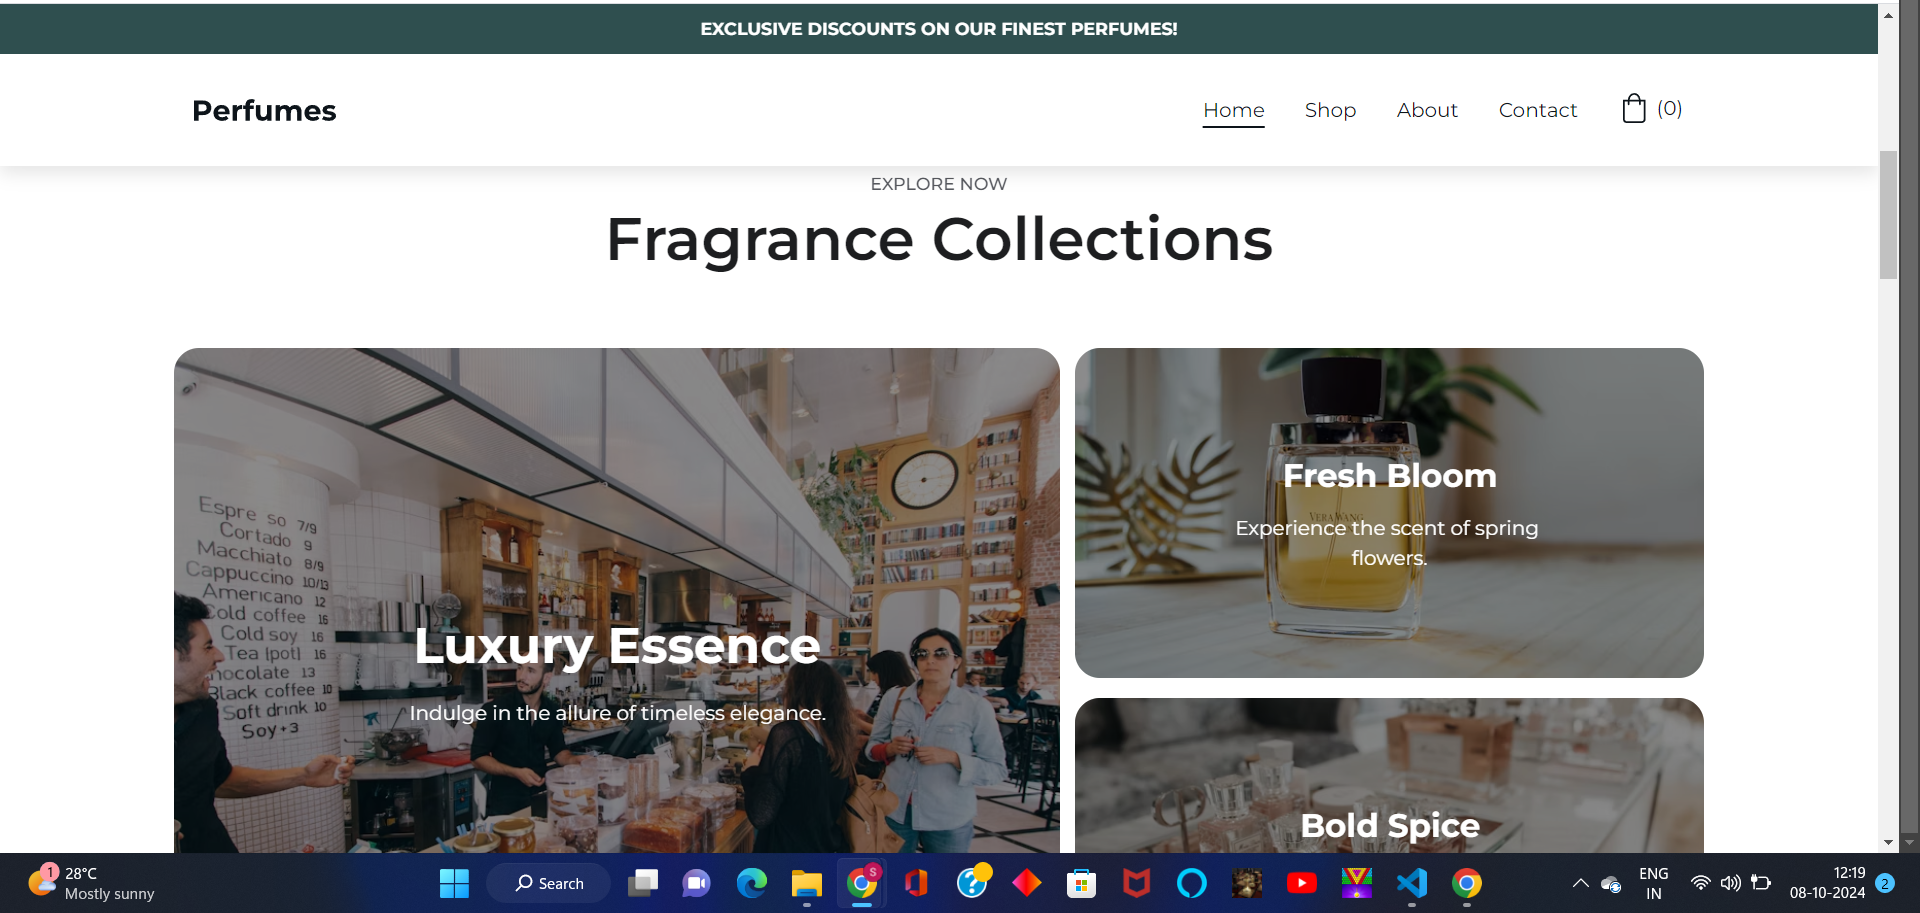 EXCLUSIVE DISCOUNTS ON OUR FINEST PERFUMES!
Perfumes
Home
Shop
About
Contact
(0)
EXPLORE NOW
Fragrance Collections
Espre so 7/9
Cortado 9
Macchiato 8/9
Cappuccino 10/13
Americano 12
Cold coffee 16
Cold soy 16
Tea (pot) 16
hocolate 13
Black coffee 10
Soft drink 10
Soy+3
Luxury Essence
Indulge in the allure of timeless elegance.
VERA WANG
Fresh Bloom
Experience the scent of spring
flowers.
Bold Spice
1
28°C
Mostly sunny
Search
S
ENG
IN
12:19
08-10-2024
2